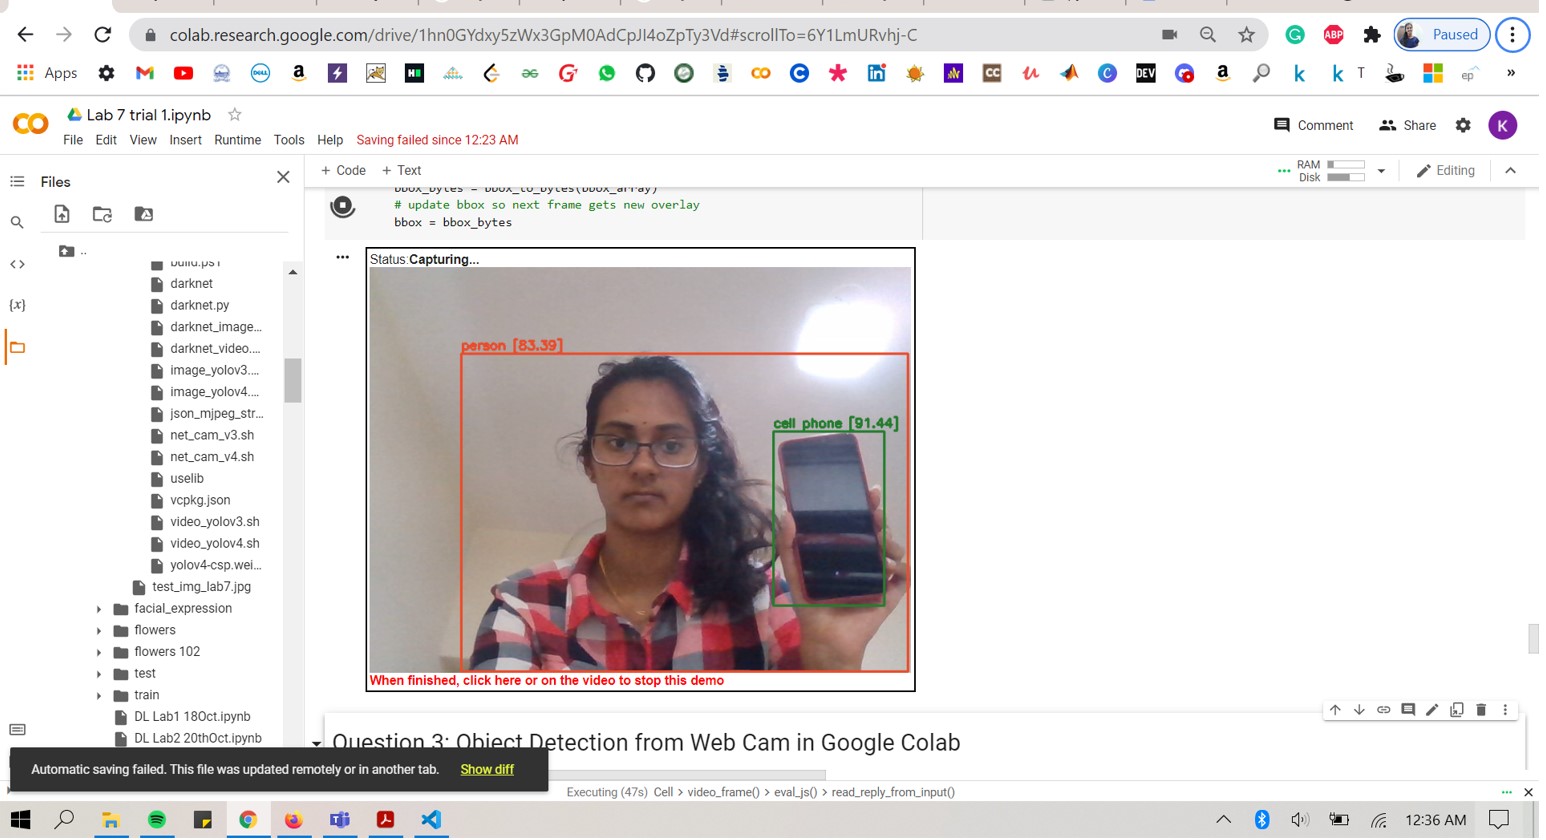 colab.research.google.com/drive/1hn0GYdxy5zWx3GpM0AdCpJI4oZpTy3Vd#scrollTo=6Y1LmURvhj-C
ABP
Paused
Apps
DELL
CC
DEV
k
k
T
ep
»
Lab 7 trial 1.ipynb
Comment
Share
K
File Edit View Insert Runtime Tools Help Saving failed since 12:23 AM
Files
+ Code + Text
RAM
Disk
Editing
bbox_bytes = bbox_to_bytes(bbox_array)
# update bbox so next frame gets new overlay
bbox = bbox_bytes
{x}
..
build.ps1
darknet
darknet.py
darknet_image...
darknet_video....
image_yolov3....
image_yolov4....
json_mjpeg_str...
net_cam_v3.sh
net_cam_v4.sh
uselib
vcpkg.json
video_yolov3.sh
video_yolov4.sh
yolov4-csp.wei...
test_img_lab7.jpg
facial_expression
flowers
flowers 102
test
train
DL Lab1 18Oct.ipynb
DL Lab2 20thOct.ipynb
Status:Capturing...
person [83.39]
cell phone [91.44]
When finished, click here or on the video to stop this demo
Question 3: Object Detection from Web Cam in Google Colab
Automatic saving failed. This file was updated remotely or in another tab. Show diff
Executing (47s) Cell > video_frame() > eval_js() > read_reply_from_input()
12:36 AM